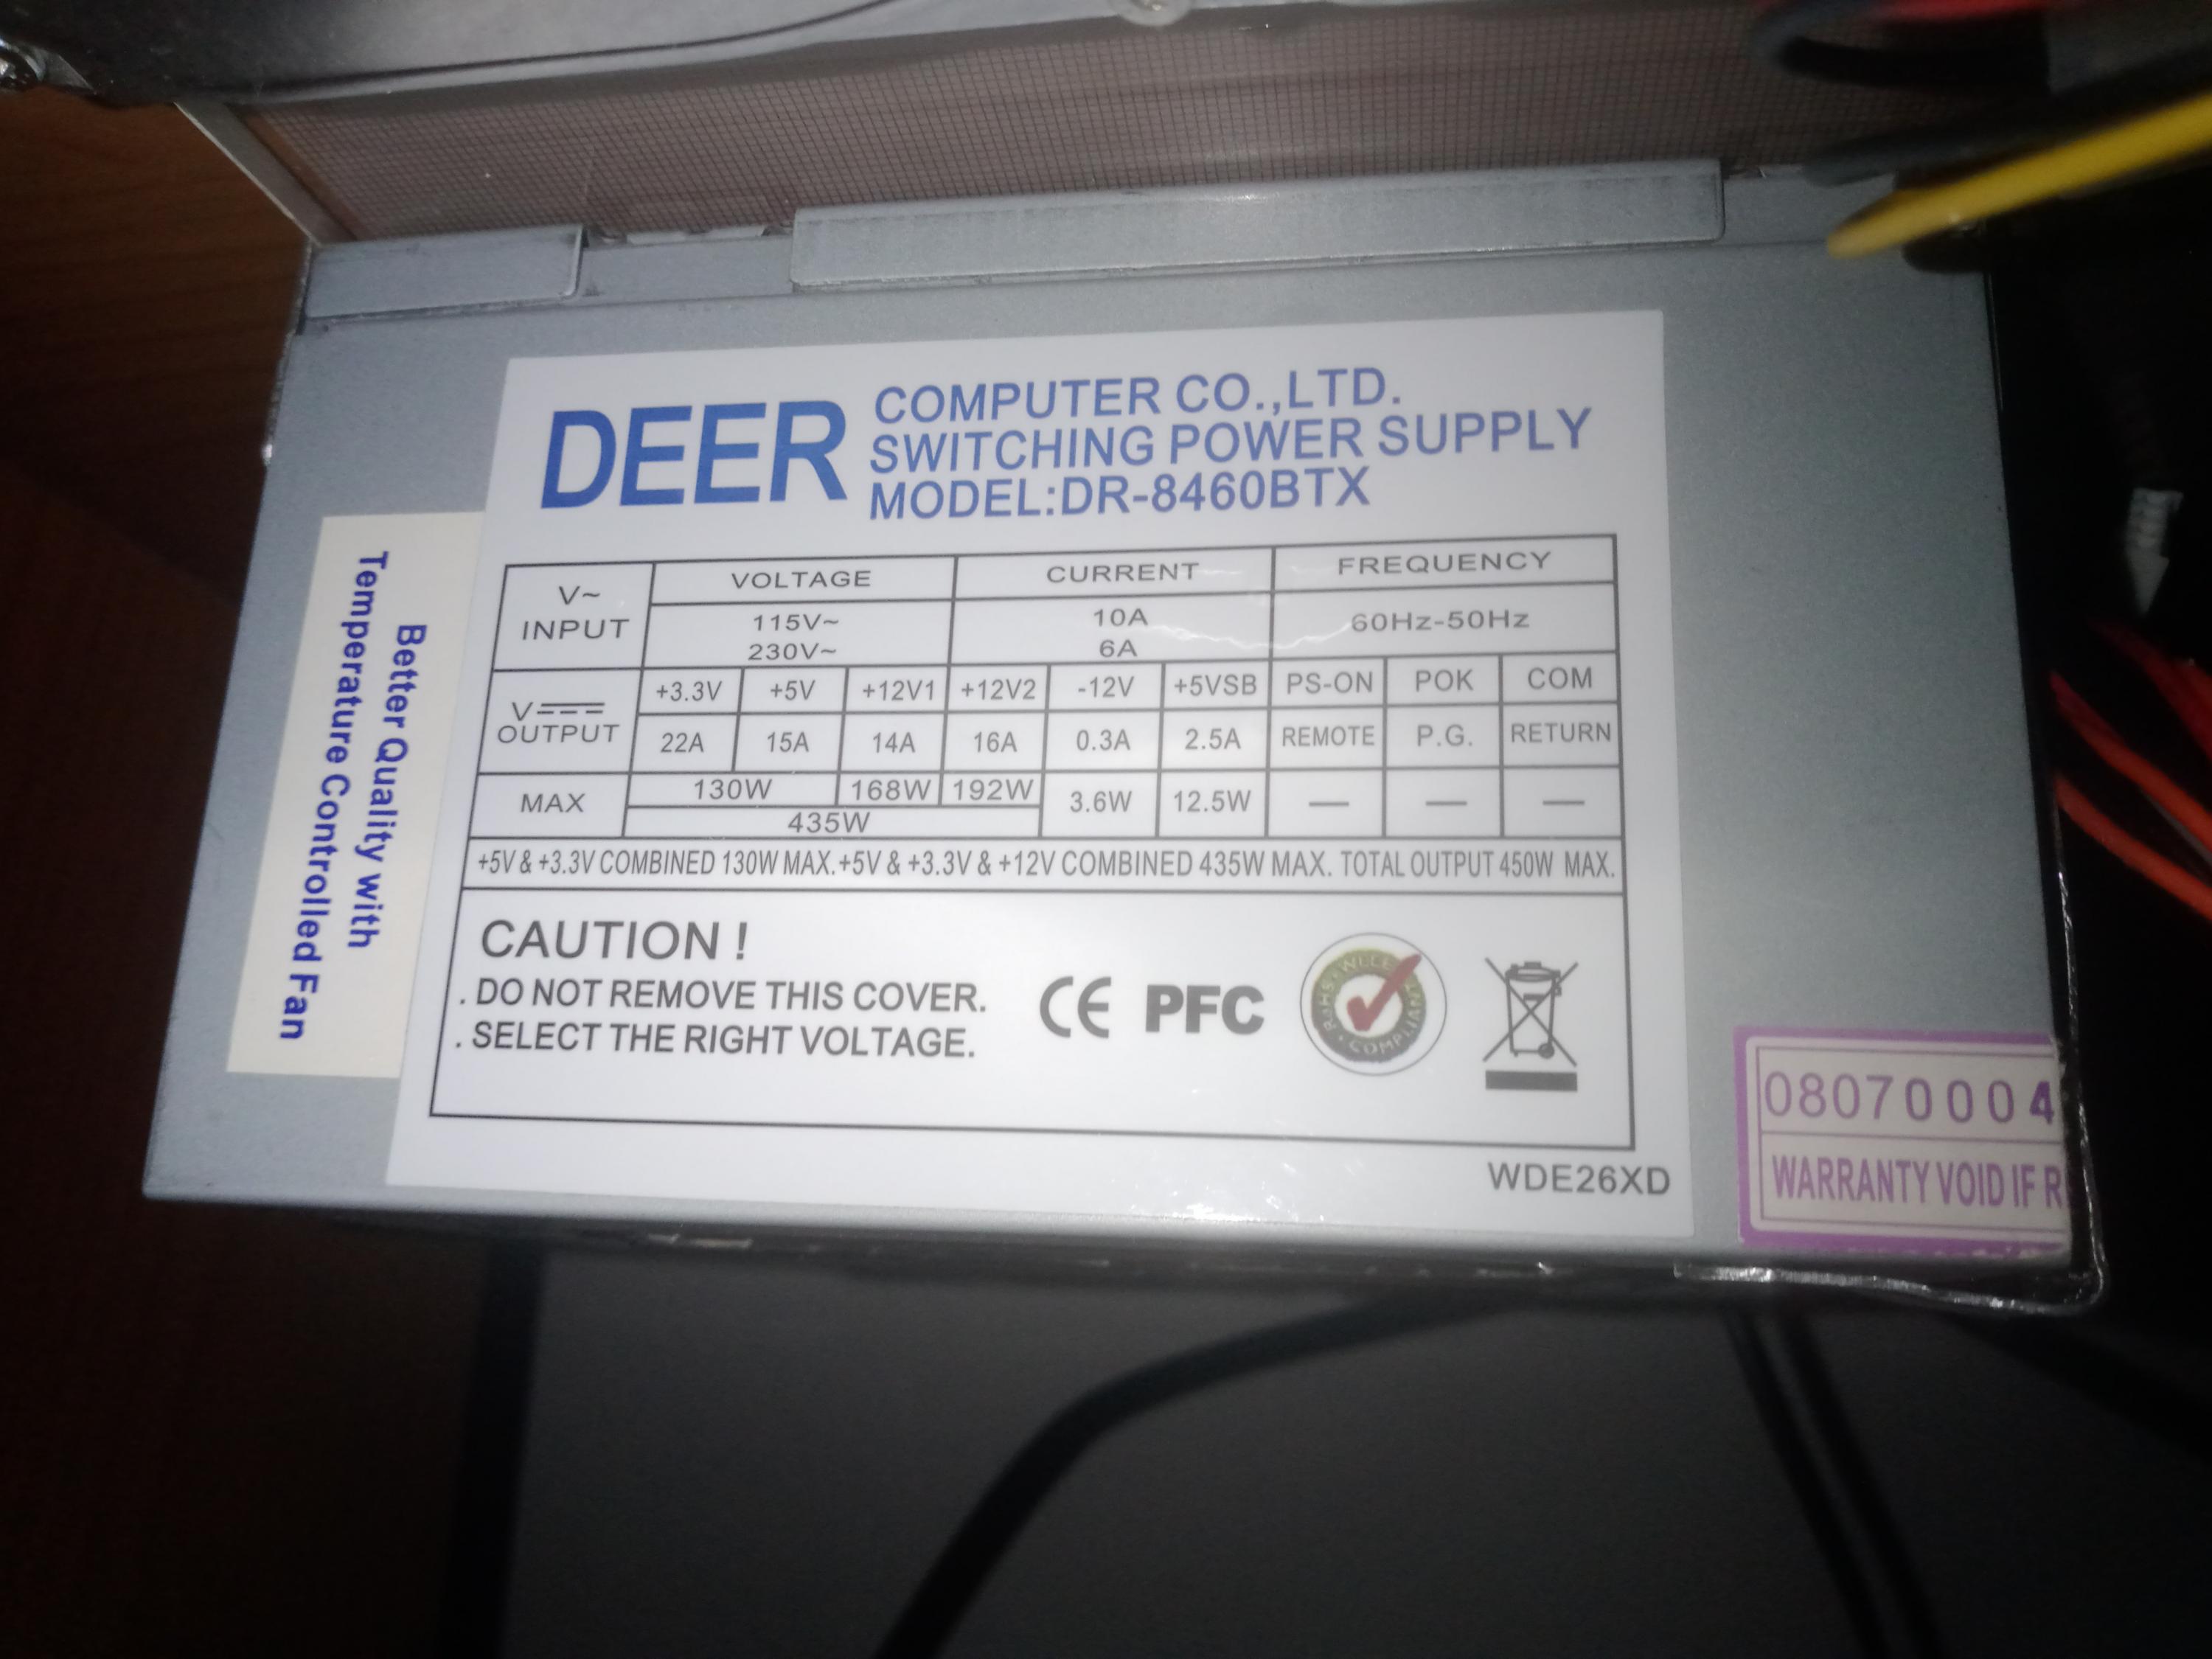 DEER
COMPUTER CO.,LTD.
SWITCHING POWER SUPPLY
MODEL:DR-8460BTX
Better Quality with
Temperature Controlled Fan
V~ INPUT
VOLTAGE CURRENT FREQUENCY
115V~ 10A 60Hz-50Hz
230V~ 6A
V OUTPUT
+3.3V +5V +12V1 +12V2 -12V +5VSB PS-ON POK COM
22A 15A 14A 16A 0.3A 2.5A REMOTE P.G. RETURN
MAX 130W 168W 192W 3.6W 12.5W — — —
435W
+5V & +3.3V COMBINED 130W MAX.+5V & +3.3V & +12V COMBINED 435W MAX. TOTAL OUTPUT 450W MAX.
CAUTION !
. DO NOT REMOVE THIS COVER.
. SELECT THE RIGHT VOLTAGE.
CE PFC
RoHS COMPLIANT
WDE26XD
08070004
WARRANTY VOID IF R